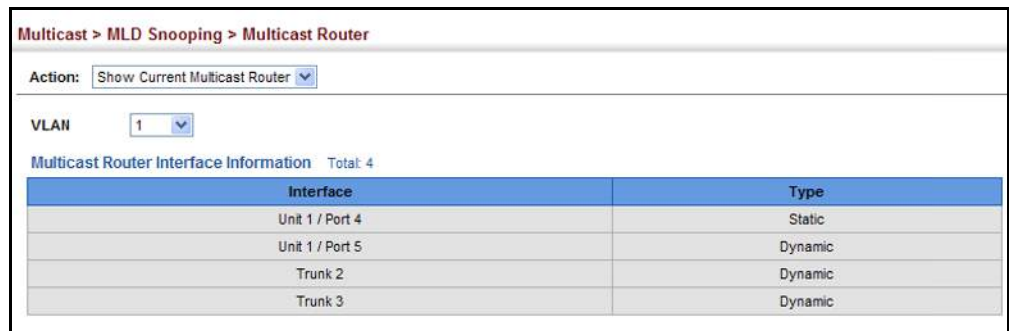 Multicast > MLD Snooping > Multicast Router
Action: Show Current Multicast Router
VLAN 1
Multicast Router Interface Information Total: 4
Interface Type
Unit 1 / Port 4 Static
Unit 1 / Port 5 Dynamic
Trunk 2 Dynamic
Trunk 3 Dynamic